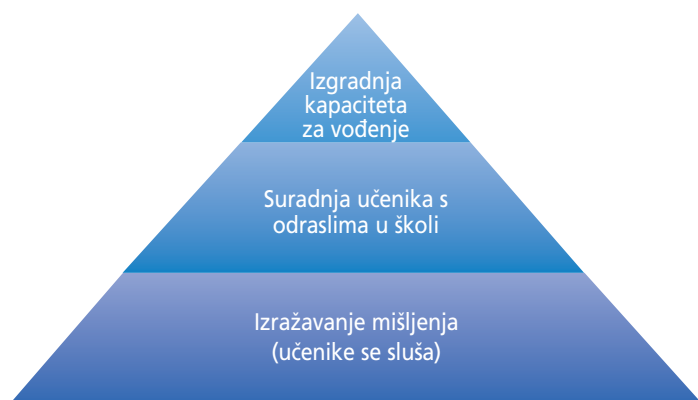 Izgradnja
kapaciteta
za vođenje
Suradnja učenika s
odraslima u školi
Izražavanje mišljenja
(učenike se sluša)